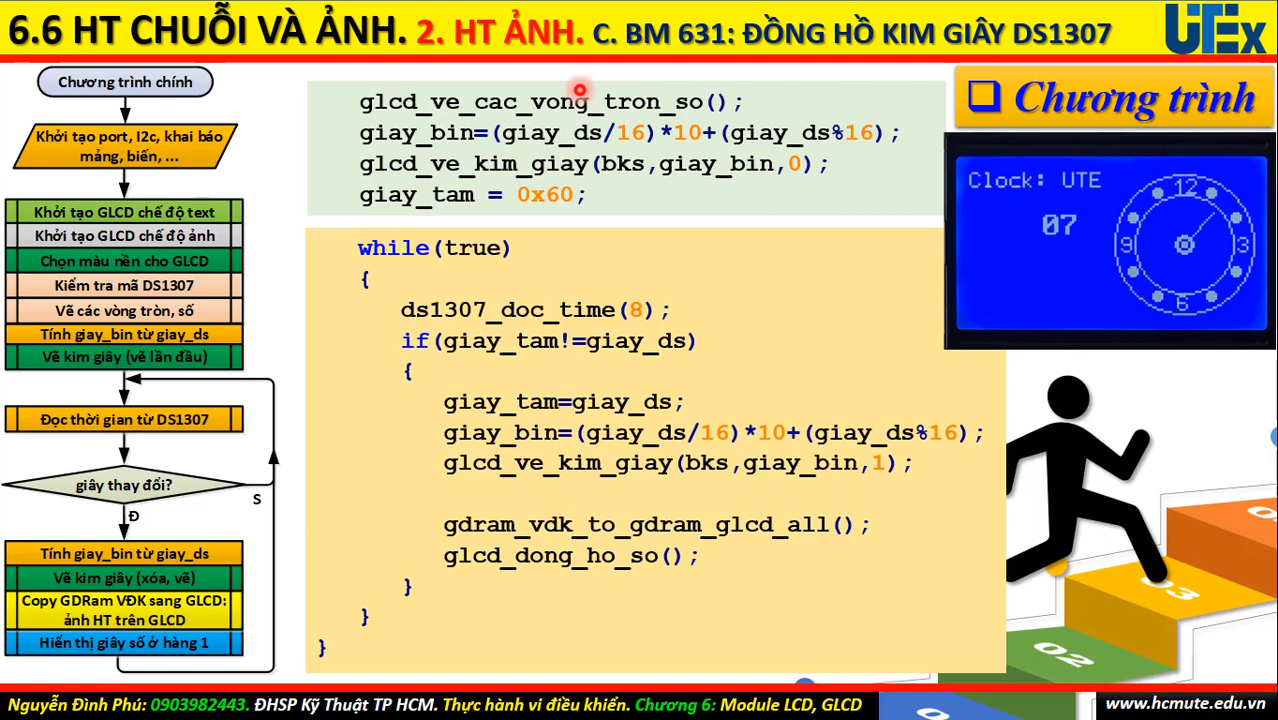 6.6 HT CHUỖI VÀ ẢNH. 2. HT ẢNH. C. BM 631: ĐỒNG HỒ KIM GIÂY DS1307
UTEx
Chương trình chính
Khởi tạo port, I2c, khai báo
mảng, biến, ...
Khởi tạo GLCD chế độ text
Khởi tạo GLCD chế độ ảnh
Chọn màu nền cho GLCD
Kiểm tra mã DS1307
Vẽ các vòng tròn, số
Tính giay_bin từ giay_ds
Vẽ kim giây (vẽ lần đầu)
Đọc thời gian từ DS1307
giây thay đổi?
S
Đ
Tính giay_bin từ giay_ds
Vẽ kim giây (xóa, vẽ)
Copy GDRam VĐK sang GLCD:
ảnh HT trên GLCD
Hiển thị giây số ở hàng 1
glcd_ve_cac_vong_tron_so();
giay_bin=(giay_ds/16)*10+(giay_ds%16);
glcd_ve_kim_giay(bks,giay_bin,0);
giay_tam = 0x60;
while(true)
{
ds1307_doc_time(8);
if(giay_tam!=giay_ds)
{
giay_tam=giay_ds;
giay_bin=(giay_ds/16)*10+(giay_ds%16);
glcd_ve_kim_giay(bks,giay_bin,1);
gdram_vdk_to_gdram_glcd_all();
glcd_dong_ho_so();
}
}
}
Chương trình
Clock: UTE
07
12
9
3
6
03
02
Nguyễn Đình Phú: 0903982443. ĐHSP Kỹ Thuật TP HCM. Thực hành vi điều khiển. Chương 6: Module LCD, GLCD
www.hcmute.edu.vn